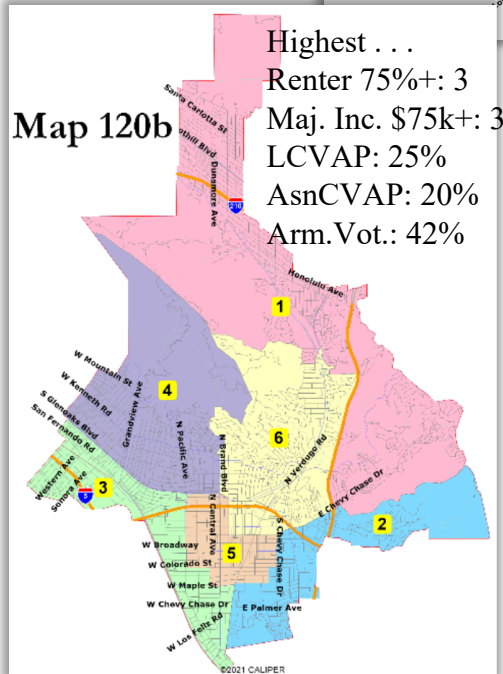 Highest . . .
Renter 75%+: 3
Maj. Inc. $75k+: 3
LCVAP: 25%
AsnCVAP: 20%
Arm.Vot.: 42%
Map 120b
Santa Carlotta St
othill Blvd
Dunsmore Ave
210
Honolulu Ave
1
W Mountain St
W Kenneth Rd
S Glenoaks Blvd
San Fernando Rd
Grandview Ave
4
N Pacific Ave
N Brand Blvd
6
N Verdugo Rd
Western Ave
Sonora Ave
5
3
N Central Ave
E Chevy Chase Dr
2
S Chevy Chase Dr
W Broadway
5
W Colorado St
W Maple St
W Chevy Chase Dr
E Palmer Ave
W Los Feliz Rd
©2021 CALIPER